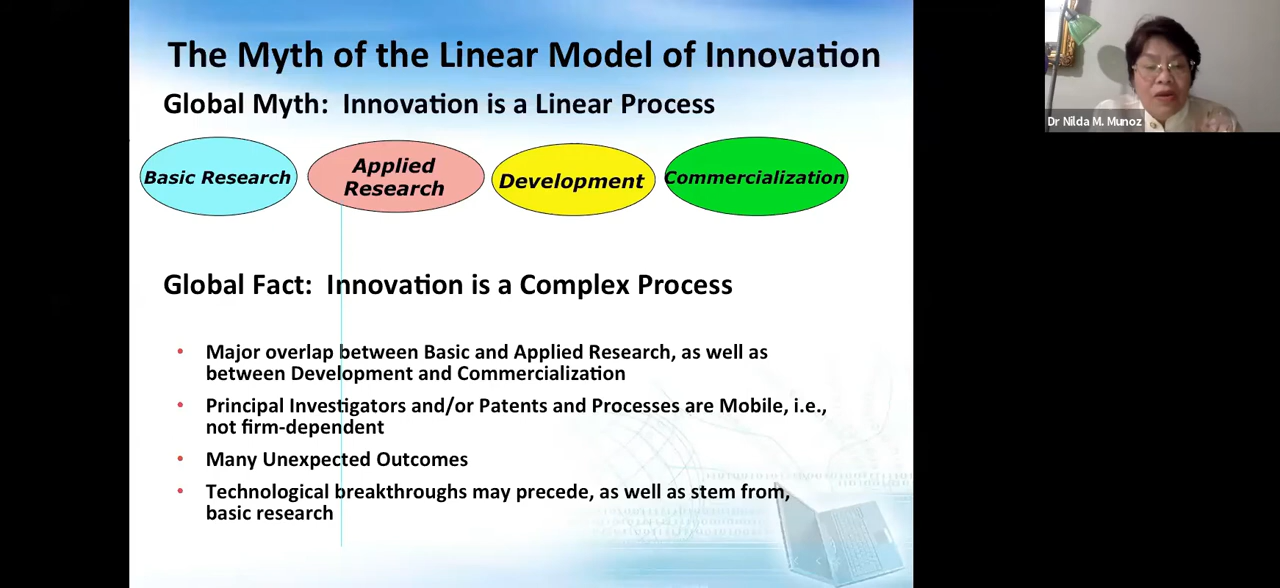 The Myth of the Linear Model of Innovation
Global Myth:  Innovation is a Linear Process
Basic Research
Applied
Research
Development
Commercialization
Global Fact:  Innovation is a Complex Process
• Major overlap between Basic and Applied Research, as well as
between Development and Commercialization
• Principal Investigators and/or Patents and Processes are Mobile, i.e.,
not firm-dependent
• Many Unexpected Outcomes
• Technological breakthroughs may precede, as well as stem from,
basic research
Dr Nilda M. Munoz